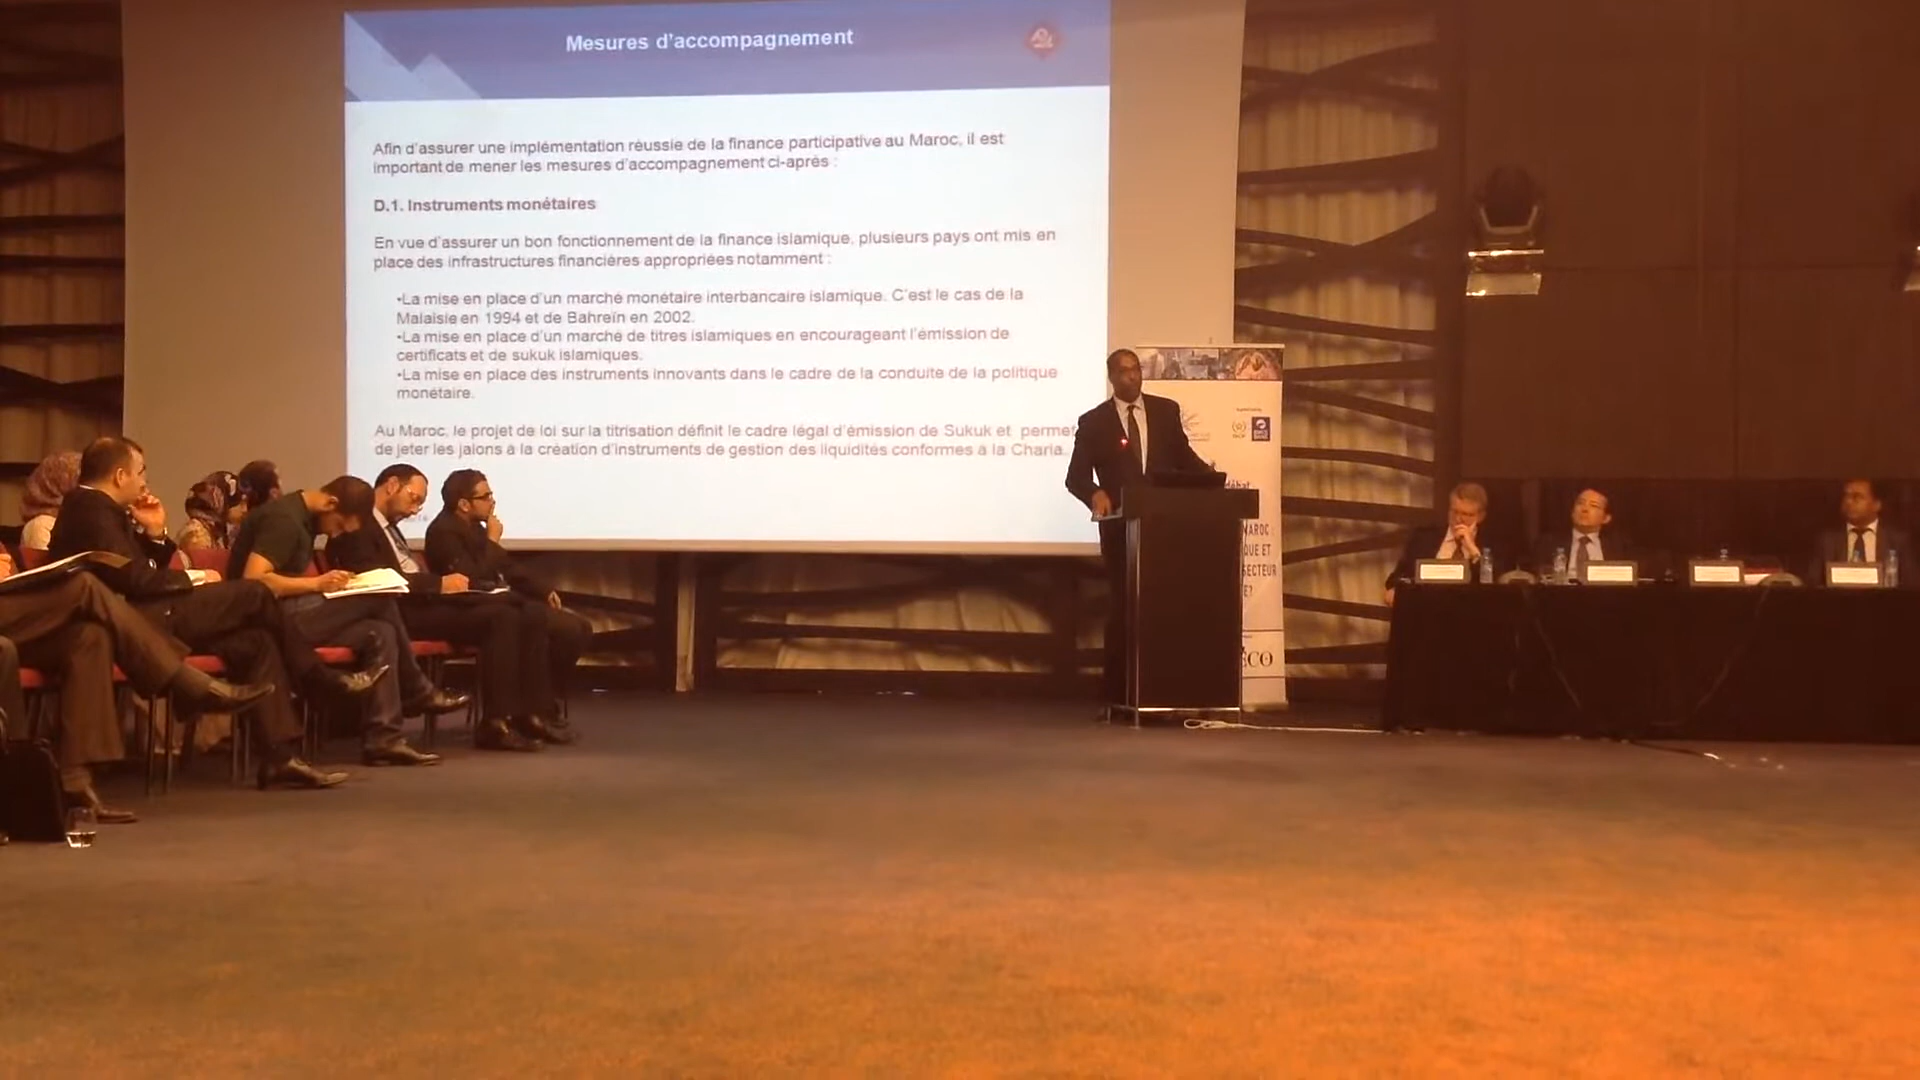 Mesures d'accompagnement
Afin d'assurer une implémentation réussie de la finance participative au Maroc, il est
important de mener les mesures d'accompagnement ci-après :
D.1. Instruments monétaires
En vue d'assurer un bon fonctionnement de la finance islamique, plusieurs pays ont mis en
place des infrastructures financières appropriées notamment :
•La mise en place d'un marché monétaire interbancaire islamique. C'est le cas de la
Malaisie en 1994 et de Bahreïn en 2002.
•La mise en place d'un marché de titres islamiques en encourageant l'émission de
certificats et de sukuk islamiques.
•La mise en place des instruments innovants dans le cadre de la conduite de la politique
monétaire.
Au Maroc, le projet de loi sur la titrisation définit le cadre légal d'émission de Sukuk et permet
de jeter les jalons à la création d'instruments de gestion des liquidités conformes à la Charia.
débat
MAROC :
QUE ET
SECTEUR
E?
ÉCO